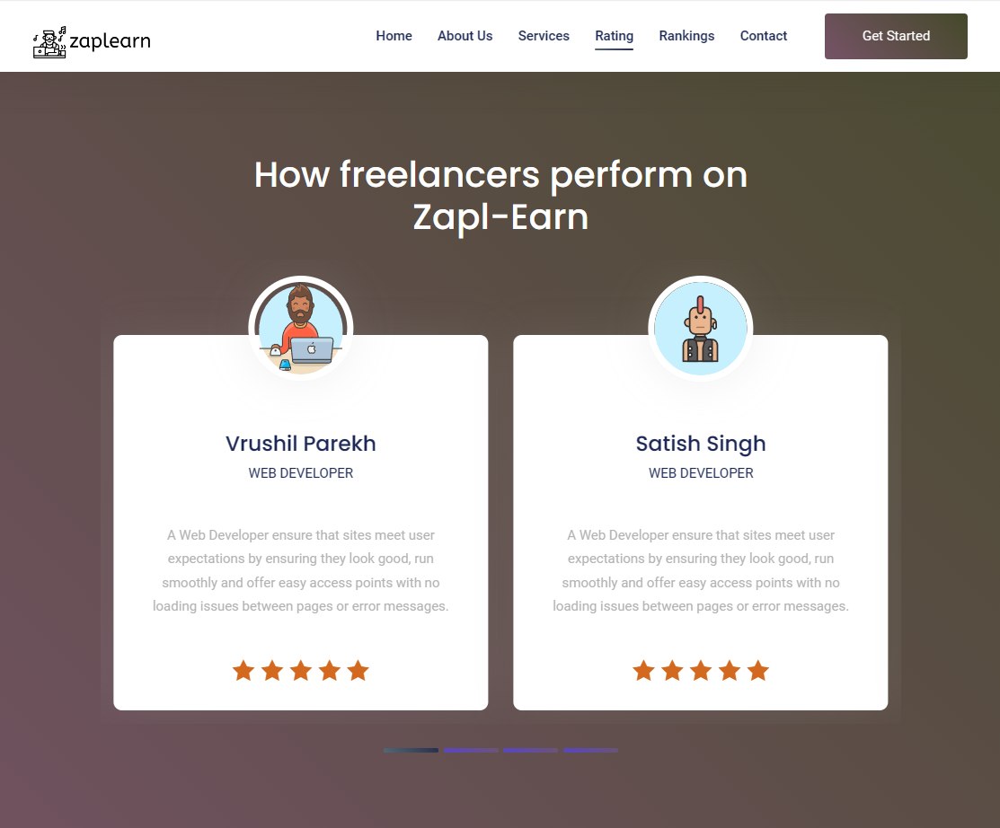 zaplearn
Home About Us Services Rating Rankings Contact Get Started
How freelancers perform on
Zapl-Earn
Vrushil Parekh
WEB DEVELOPER
A Web Developer ensure that sites meet user
expectations by ensuring they look good, run
smoothly and offer easy access points with no
loading issues between pages or error messages.
Satish Singh
WEB DEVELOPER
A Web Developer ensure that sites meet user
expectations by ensuring they look good, run
smoothly and offer easy access points with no
loading issues between pages or error messages.